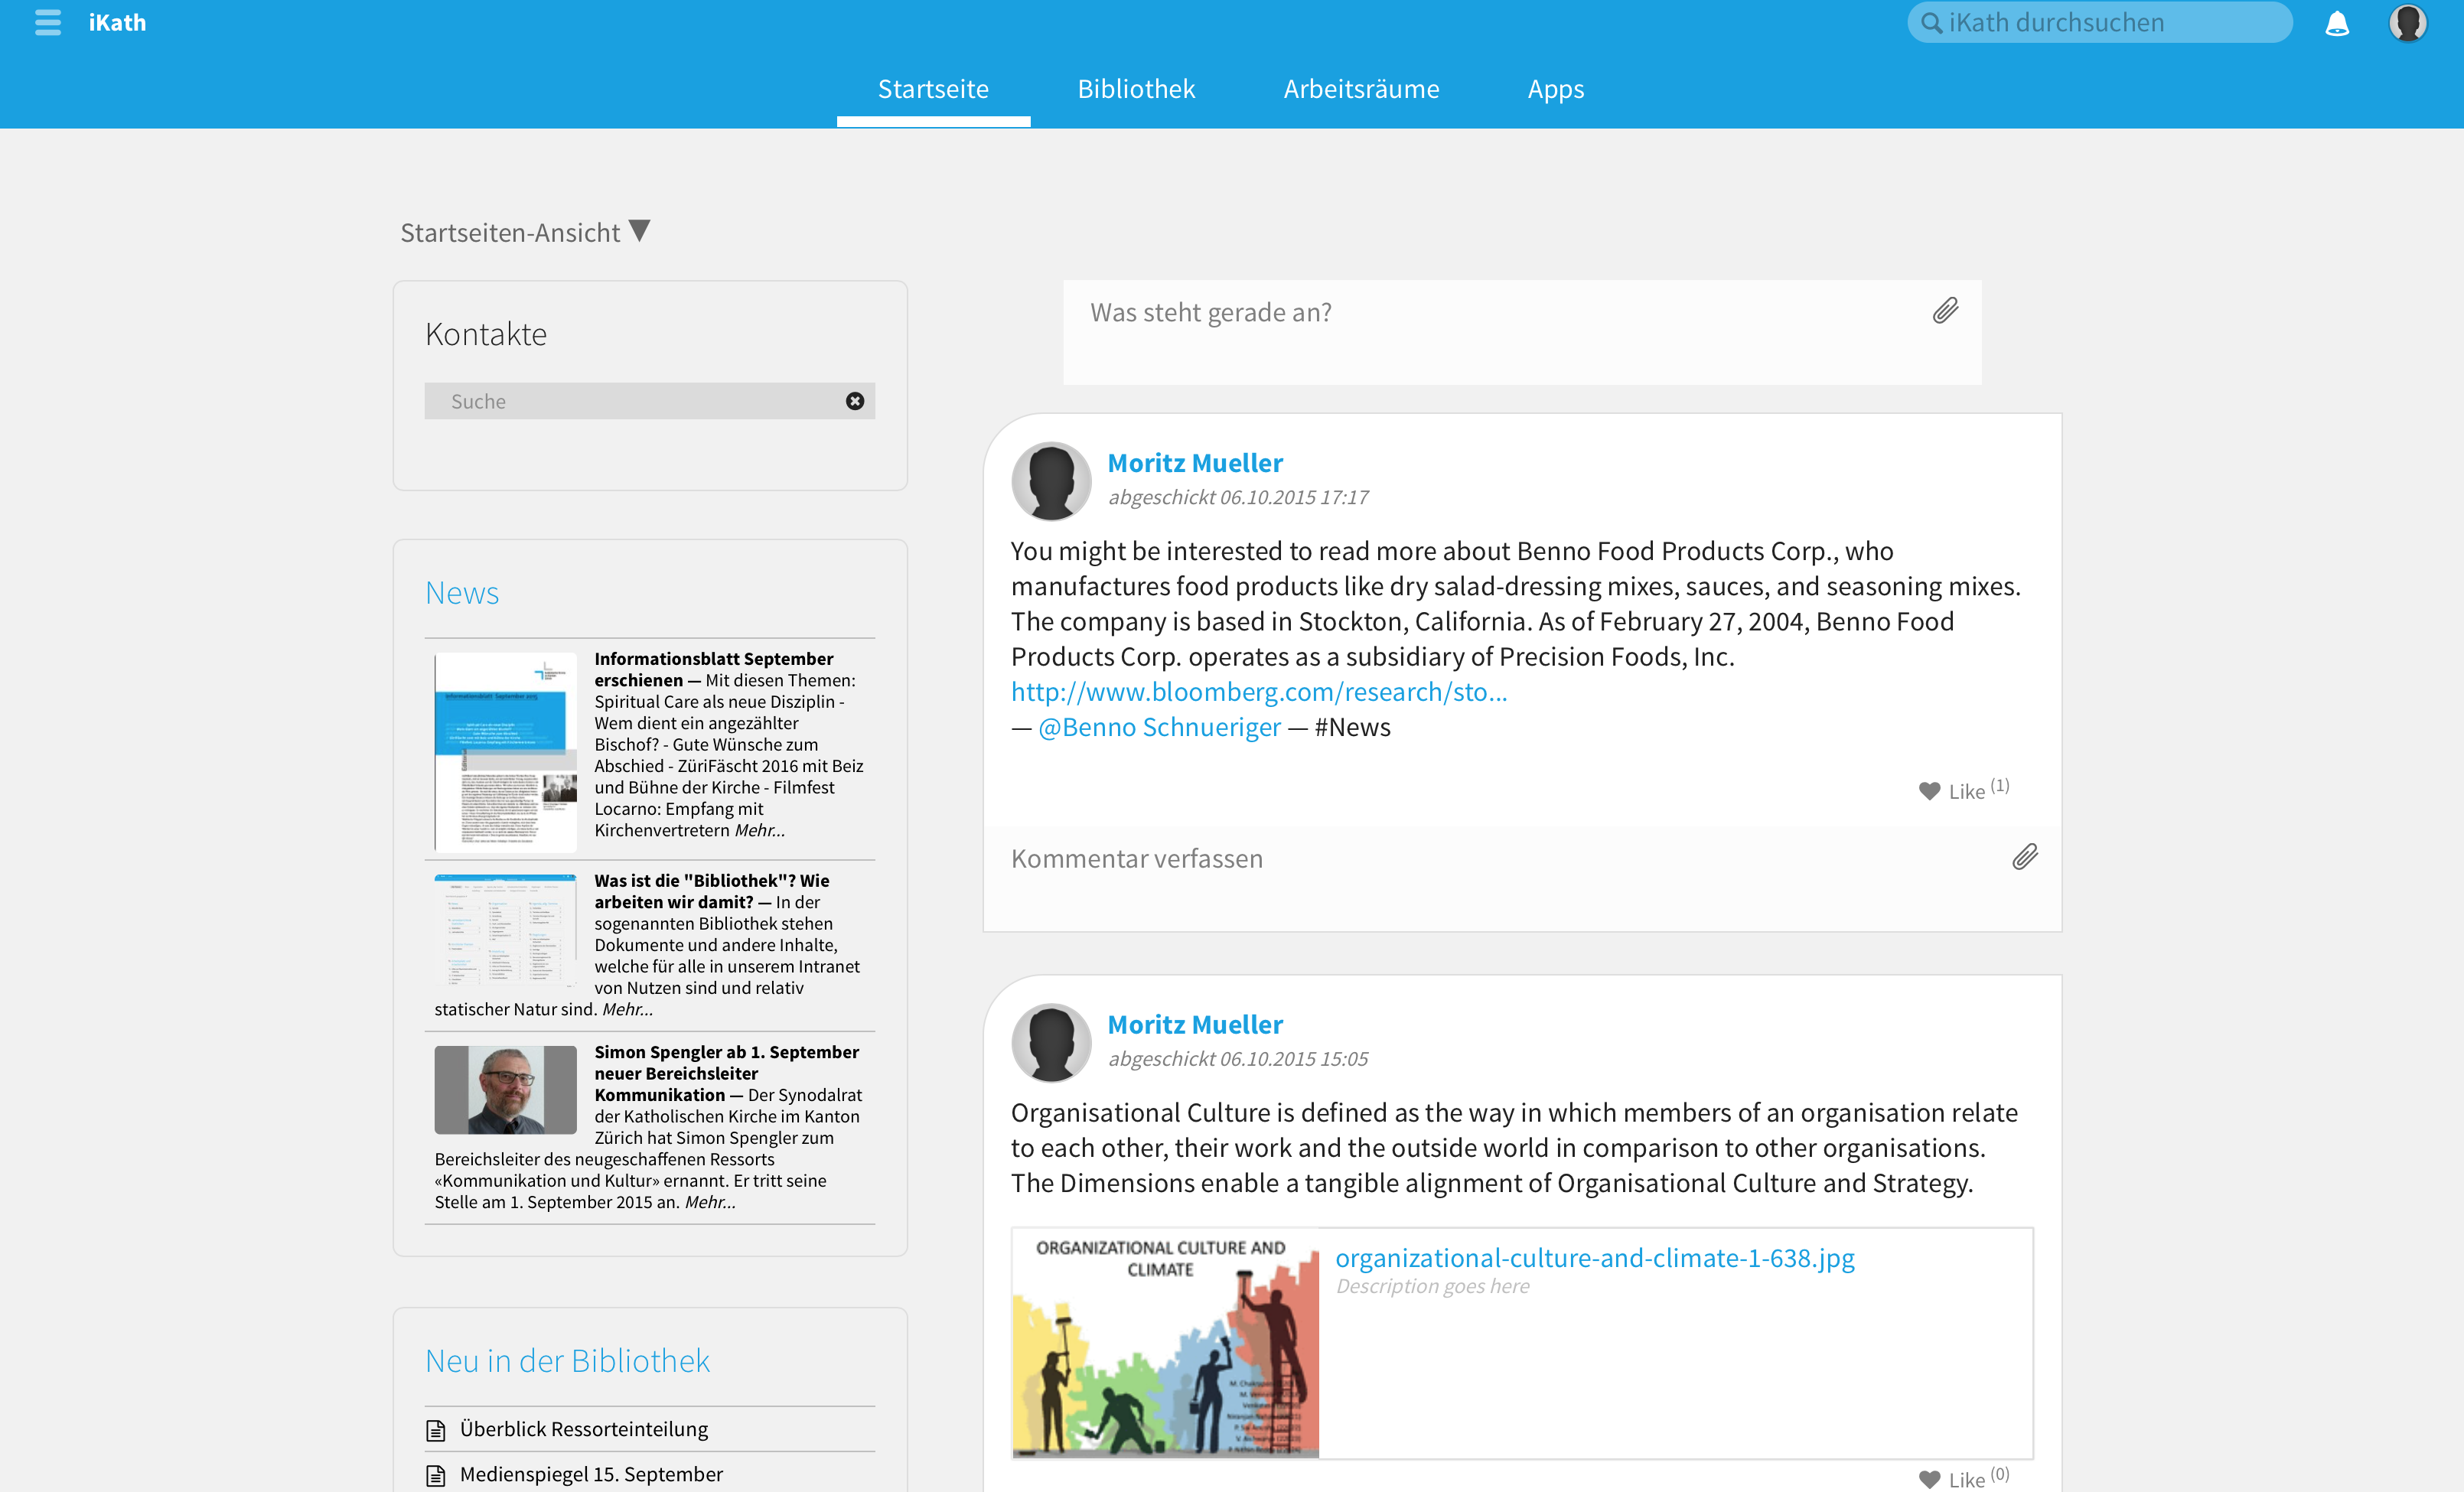 iKath
iKath durchsuchen
Startseite
Bibliothek
Arbeitsräume
Apps
Startseiten-Ansicht
Kontakte
Suche
News
Informationsblatt September
erschienen — Mit diesen Themen:
Spiritual Care als neue Disziplin -
Wem dient ein angezählter
Bischof? - Gute Wünsche zum
Abschied - ZüriFäscht 2016 mit Beiz
und Bühne der Kirche - Filmfest
Locarno: Empfang mit
Kirchenvertretern Mehr...
Informationsblatt September 2015
Was ist die "Bibliothek"? Wie
arbeiten wir damit? — In der
sogenannten Bibliothek stehen
Dokumente und andere Inhalte,
welche für alle in unserem Intranet
von Nutzen sind und relativ
statischer Natur sind. Mehr...
Simon Spengler ab 1. September
neuer Bereichsleiter
Kommunikation — Der Synodalrat
der Katholischen Kirche im Kanton
Zürich hat Simon Spengler zum
Bereichsleiter des neugeschaffenen Ressorts
«Kommunikation und Kultur» ernannt. Er tritt seine
Stelle am 1. September 2015 an. Mehr...
Neu in der Bibliothek
Überblick Ressorteinteilung
Medienspiegel 15. September
Was steht gerade an?
Moritz Mueller
abgeschickt 06.10.2015 17:17
You might be interested to read more about Benno Food Products Corp., who
manufactures food products like dry salad-dressing mixes, sauces, and seasoning mixes.
The company is based in Stockton, California. As of February 27, 2004, Benno Food
Products Corp. operates as a subsidiary of Precision Foods, Inc.
http://www.bloomberg.com/research/sto...
— @Benno Schnueriger — #News
Like (1)
Kommentar verfassen
Moritz Mueller
abgeschickt 06.10.2015 15:05
Organisational Culture is defined as the way in which members of an organisation relate
to each other, their work and the outside world in comparison to other organisations.
The Dimensions enable a tangible alignment of Organisational Culture and Strategy.
ORGANIZATIONAL CULTURE AND
CLIMATE
organizational-culture-and-climate-1-638.jpg
Description goes here
Like (0)